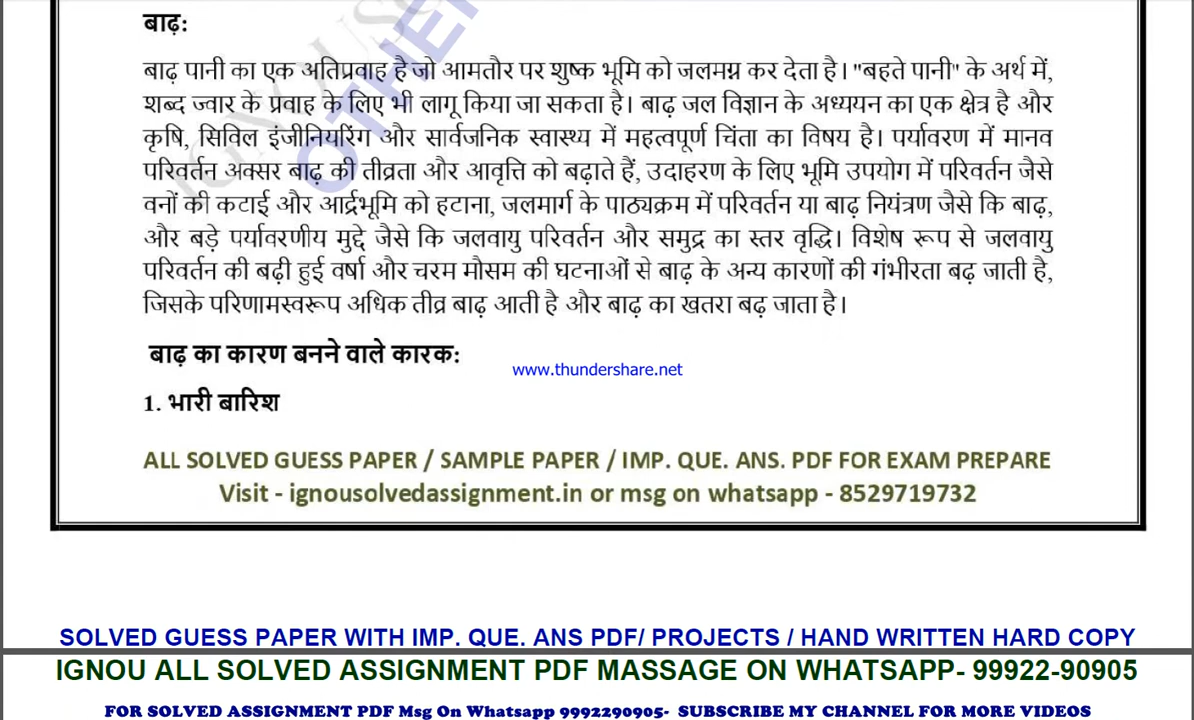 बाढ़:
बाढ़ पानी का एक अतिप्रवाह है जो आमतौर पर शुष्क भूमि को जलमग्न कर देता है। "बहते पानी" के अर्थ में,
शब्द ज्वार के प्रवाह के लिए भी लागू किया जा सकता है। बाढ़ जल विज्ञान के अध्ययन का एक क्षेत्र है और
कृषि, सिविल इंजीनियरिंग और सार्वजनिक स्वास्थ्य में महत्वपूर्ण चिंता का विषय है। पर्यावरण में मानव
परिवर्तन अक्सर बाढ़ की तीव्रता और आवृत्ति को बढ़ाते हैं, उदाहरण के लिए भूमि उपयोग में परिवर्तन जैसे
वनों की कटाई और आर्द्रभूमि को हटाना, जलमार्ग के पाठ्यक्रम में परिवर्तन या बाढ़ नियंत्रण जैसे कि बाढ़,
और बड़े पर्यावरणीय मुद्दे जैसे कि जलवायु परिवर्तन और समुद्र का स्तर वृद्धि। विशेष रूप से जलवायु
परिवर्तन की बढ़ी हुई वर्षा और चरम मौसम की घटनाओं से बाढ़ के अन्य कारणों की गंभीरता बढ़ जाती है,
जिसके परिणामस्वरूप अधिक तीव्र बाढ़ आती है और बाढ़ का खतरा बढ़ जाता है।
बाढ़ का कारण बनने वाले कारक:
www.thundershare.net
1. भारी बारिश
ALL SOLVED GUESS PAPER / SAMPLE PAPER / IMP. QUE. ANS. PDF FOR EXAM PREPARE
Visit - ignousolvedassignment.in or msg on whatsapp - 8529719732
SOLVED GUESS PAPER WITH IMP. QUE. ANS PDF/ PROJECTS / HAND WRITTEN HARD COPY
IGNOU ALL SOLVED ASSIGNMENT PDF MASSAGE ON WHATSAPP- 99922-90905
FOR SOLVED ASSIGNMENT PDF Msg On Whatsapp 9992290905- SUBSCRIBE MY CHANNEL FOR MORE VIDEOS